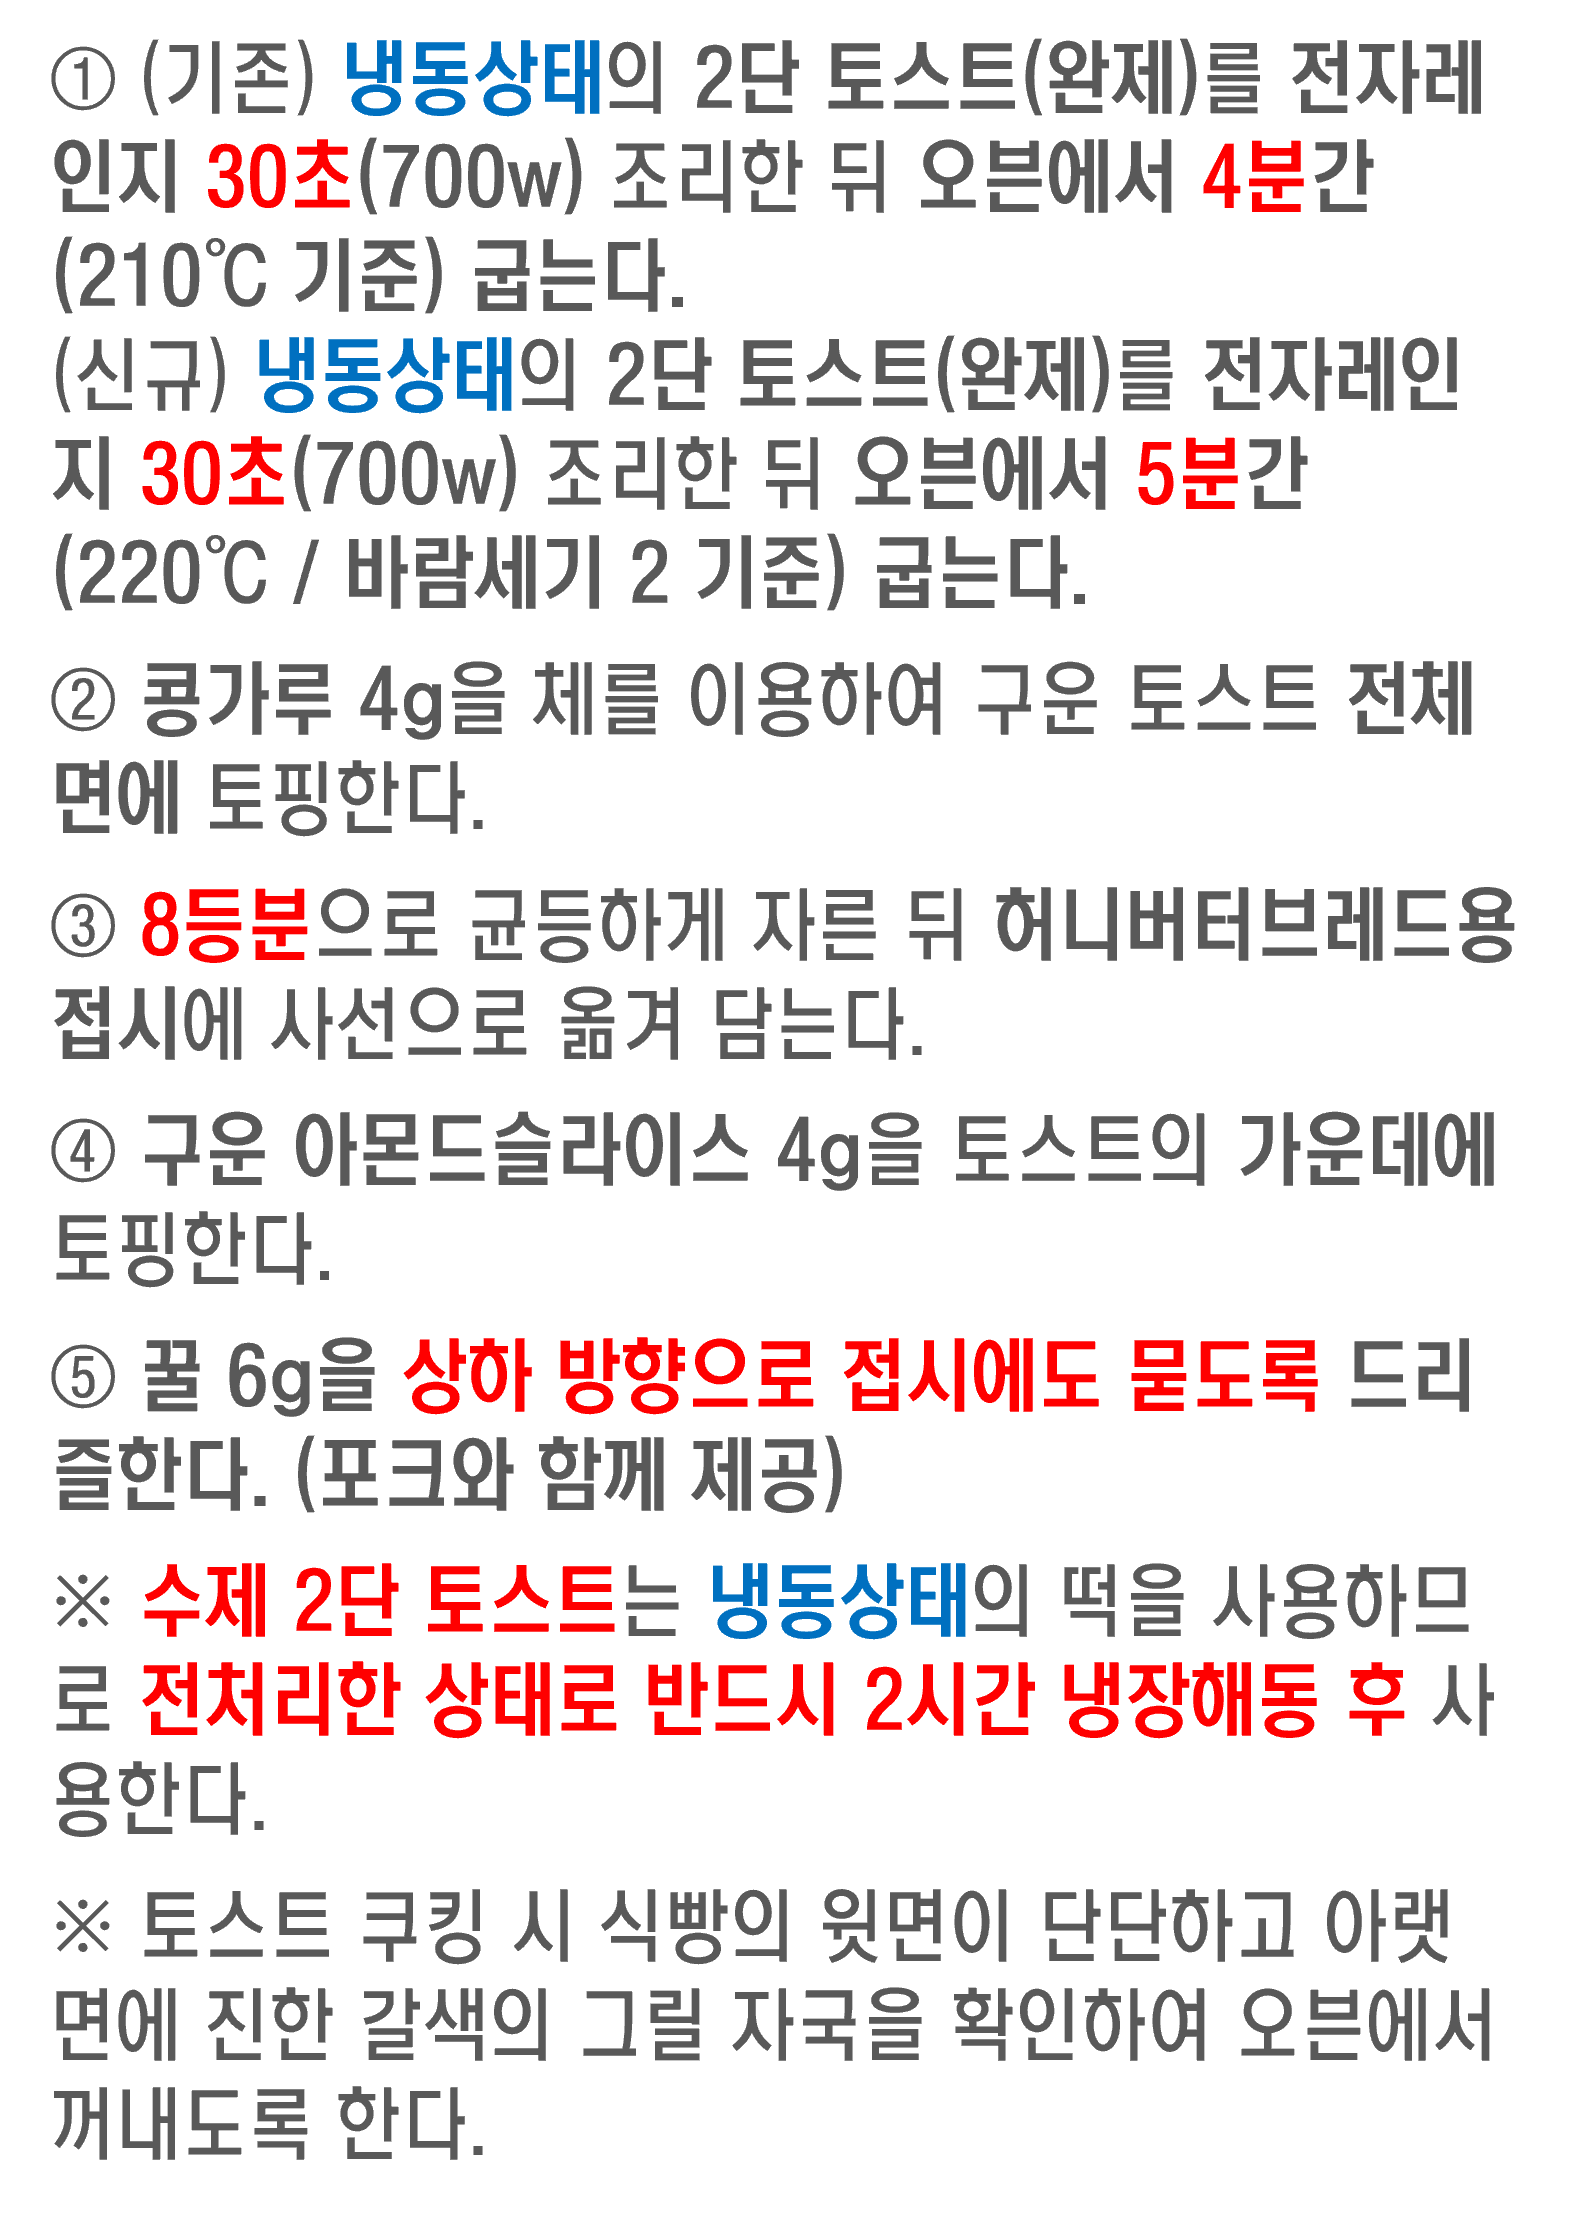 ① (기존) 냉동상태의 2단 토스트(완제)를 전자레
인지 30초(700w) 조리한 뒤 오븐에서 4분간
(210℃ 기준) 굽는다.
(신규) 냉동상태의 2단 토스트(완제)를 전자레인
지 30초(700w) 조리한 뒤 오븐에서 5분간
(220℃ / 바람세기 2 기준) 굽는다.
② 콩가루 4g을 체를 이용하여 구운 토스트 전체
면에 토핑한다.
③ 8등분으로 균등하게 자른 뒤 허니버터브레드용
접시에 사선으로 옮겨 담는다.
④ 구운 아몬드슬라이스 4g을 토스트의 가운데에
토핑한다.
⑤ 꿀 6g을 상하 방향으로 접시에도 묻도록 드리
즐한다. (포크와 함께 제공)
※ 수제 2단 토스트는 냉동상태의 떡을 사용하므
로 전처리한 상태로 반드시 2시간 냉장해동 후 사
용한다.
※ 토스트 쿠킹 시 식빵의 윗면이 단단하고 아랫
면에 진한 갈색의 그릴 자국을 확인하여 오븐에서
꺼내도록 한다.